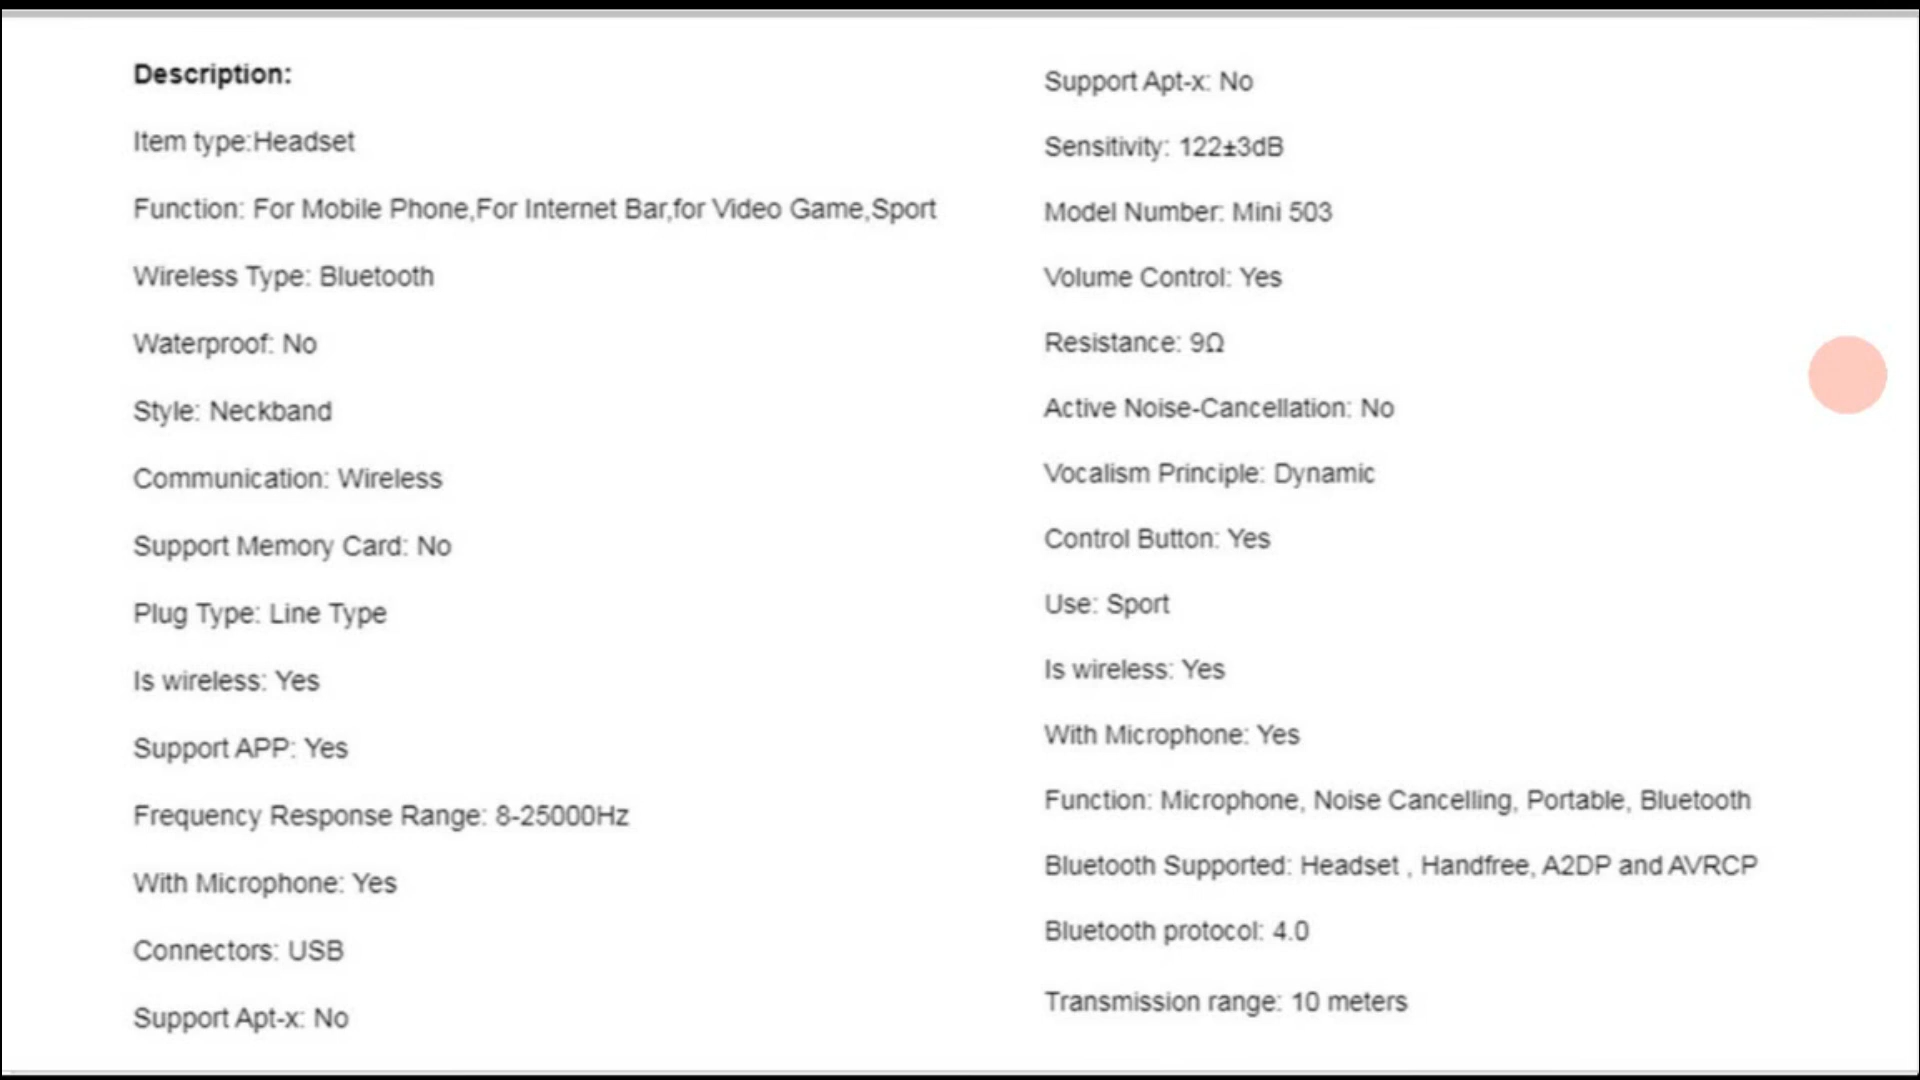 Description:
Item type:Headset
Function: For Mobile Phone,For Internet Bar,for Video Game,Sport
Wireless Type: Bluetooth
Waterproof: No
Style: Neckband
Communication: Wireless
Support Memory Card: No
Plug Type: Line Type
Is wireless: Yes
Support APP: Yes
Frequency Response Range: 8-25000Hz
With Microphone: Yes
Connectors: USB
Support Apt-x: No
Support Apt-x: No
Sensitivity: 122±3dB
Model Number: Mini 503
Volume Control: Yes
Resistance: 9Ω
Active Noise-Cancellation: No
Vocalism Principle: Dynamic
Control Button: Yes
Use: Sport
Is wireless: Yes
With Microphone: Yes
Function: Microphone, Noise Cancelling, Portable, Bluetooth
Bluetooth Supported: Headset , Handfree, A2DP and AVRCP
Bluetooth protocol: 4.0
Transmission range: 10 meters